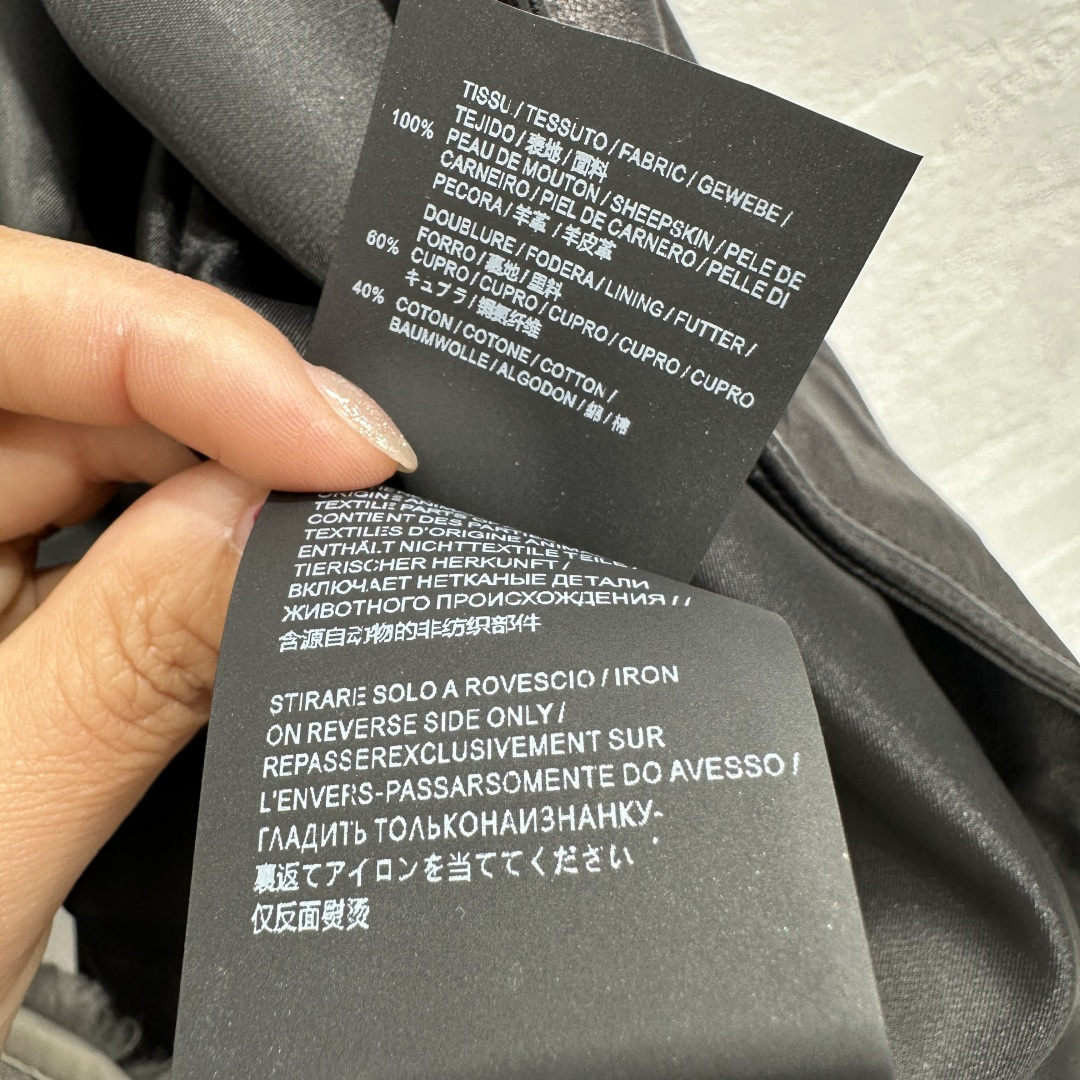 TISSU / TESSUTO / FABRIC / GEWEBE /
100% TEJIDO / 表地 / 面料
PEAU DE MOUTON / SHEEPSKIN / PELE DE
CARNEIRO / PIEL DE CARNERO / PELLE DI
PECORA / 羊革 / 羊皮革
DOUBLURE / FODERA / LINING / FUTTER /
60% FORRO / 裏地 / 里料
CUPRO / CUPRO / CUPRO / CUPRO / CUPRO
キュプラ / 铜氨纤维
40% COTON / COTONE / COTTON /
BAUMWOLLE / ALGODON / 綿 / 棉
TEXTILE PARTS
CONTIENT DES
TEXTILES D'ORIGINE
ENTHÄLT NICHTTEXTILE TEILE
TIERISCHER HERKUNFT /
ВКЛЮЧАЕТ НЕТКАНЫЕ ДЕТАЛИ
ЖИВОТНОГО ПРОИСХОЖДЕНИЯ / /
含源自动物的非纺织部件
STIRARE SOLO A ROVESCIO / IRON
ON REVERSE SIDE ONLY /
REPASSEREXCLUSIVEMENT SUR
L'ENVERS-PASSARSOMENTE DO AVESSO /
ГЛАДИТЬ ТОЛЬКОНАИЗНАНКУ-
裏返てアイロンを当ててください
仅反面熨烫